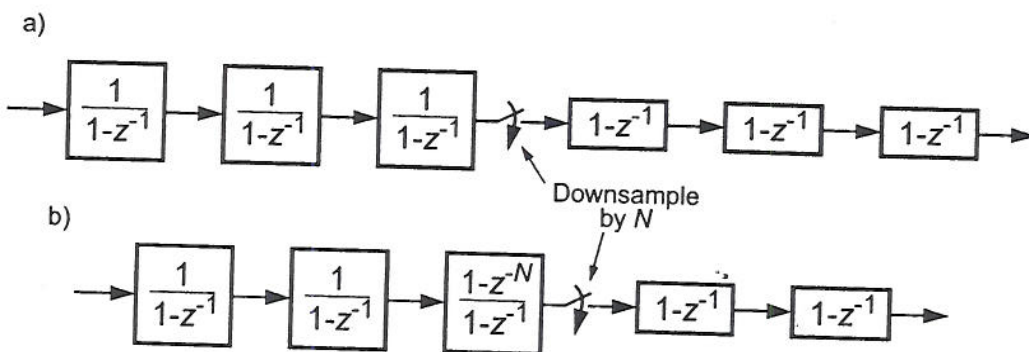 a)
1/1-z⁻¹ 1/1-z⁻¹ 1/1-z⁻¹ 1-z⁻¹ 1-z⁻¹ 1-z⁻¹
Downsample
by N
b)
1/1-z⁻¹ 1/1-z⁻¹ 1-z⁻ᴺ/1-z⁻¹ 1-z⁻¹ 1-z⁻¹